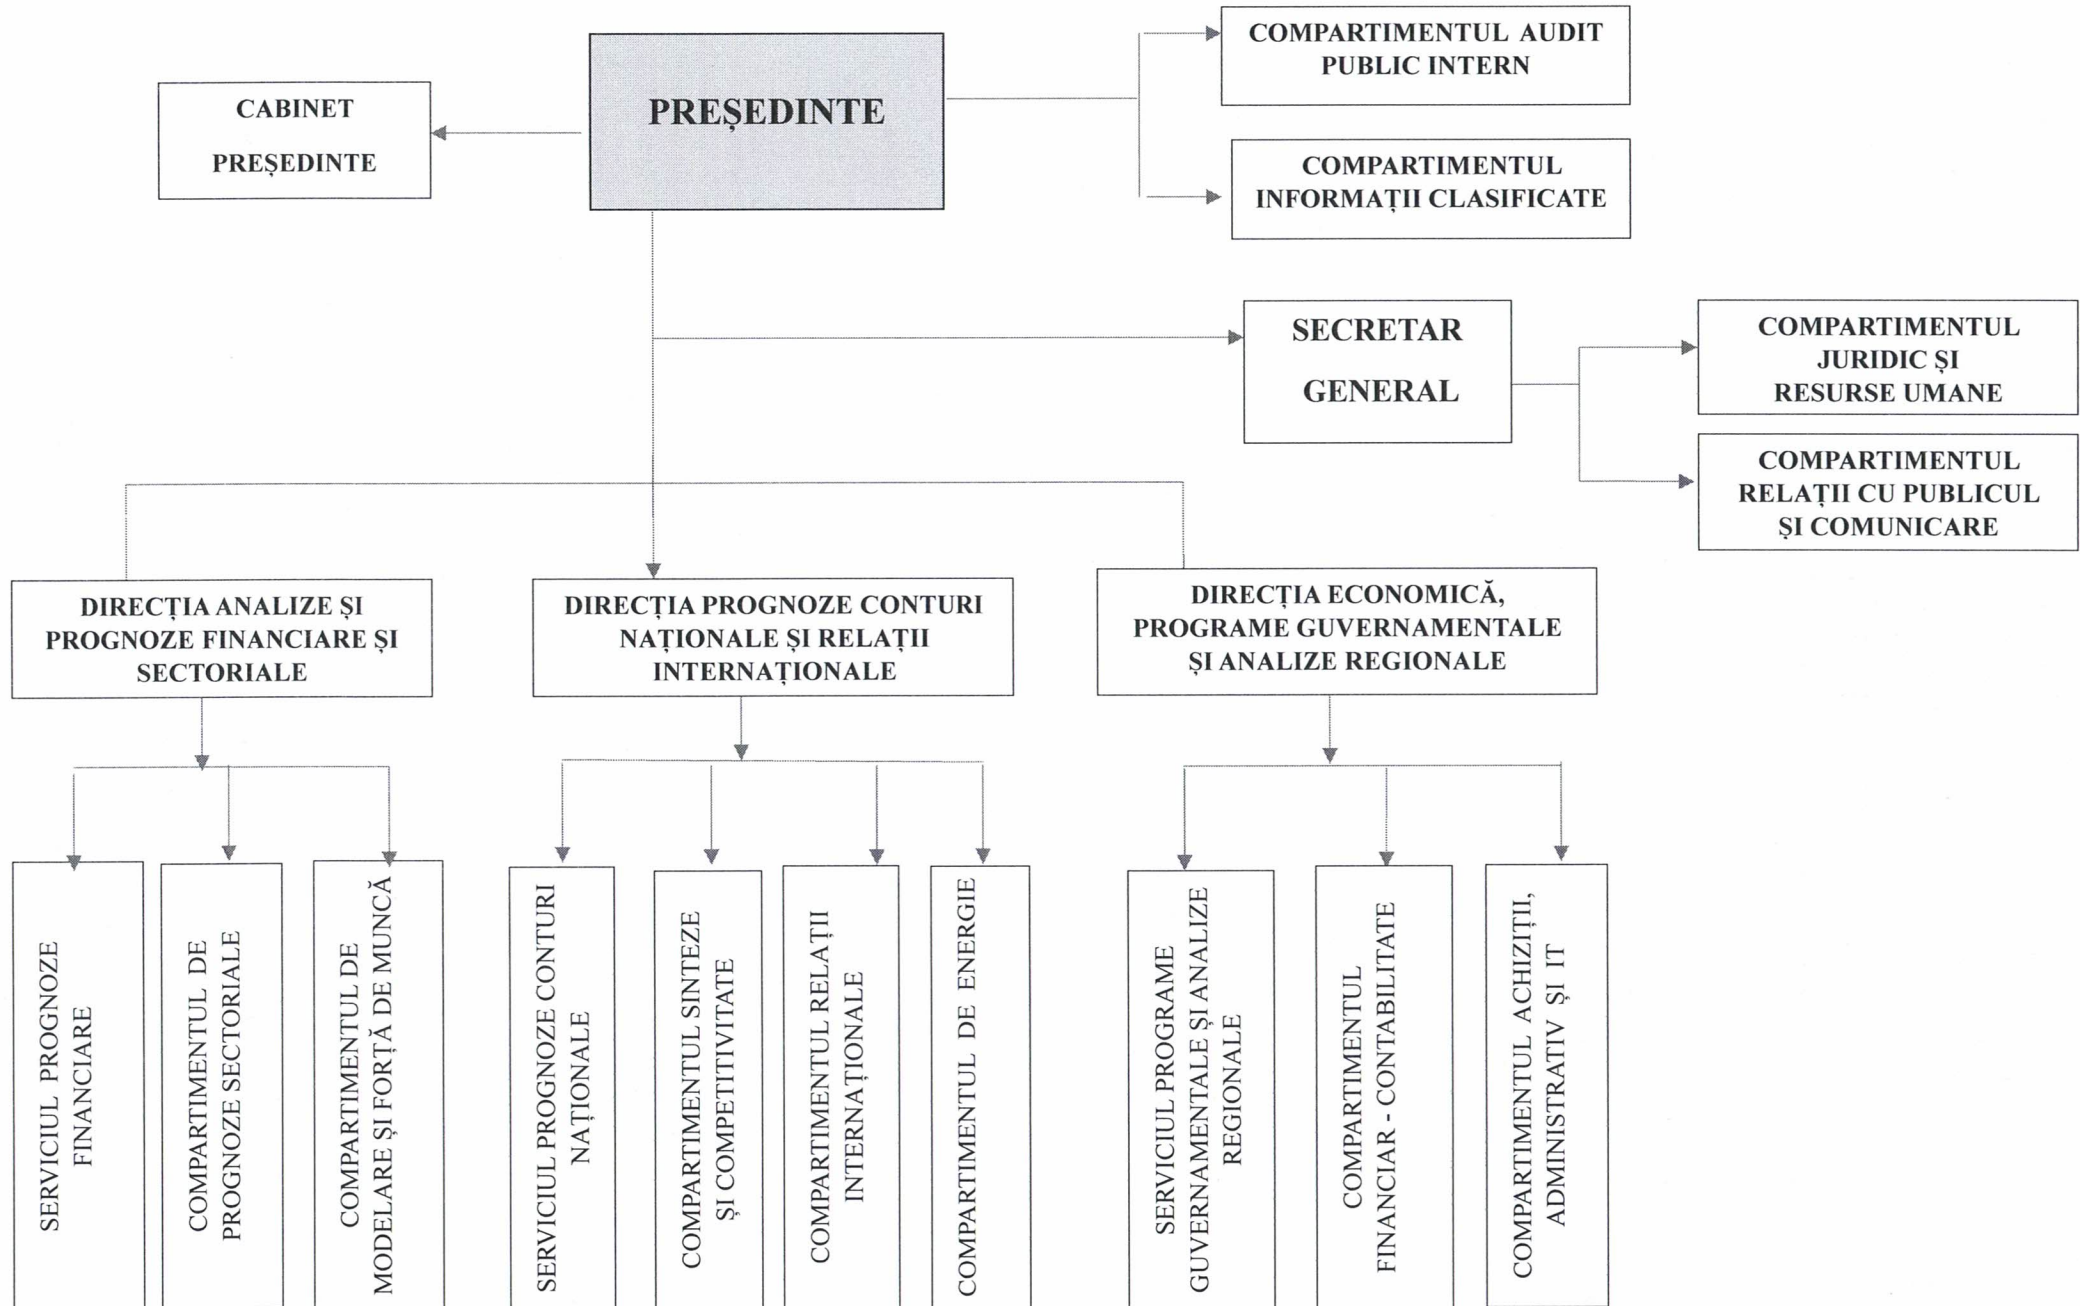 COMPARTIMENTUL AUDIT
PUBLIC INTERN
CABINET
PREȘEDINTE
PREȘEDINTE
COMPARTIMENTUL
INFORMAȚII CLASIFICATE
SECRETAR
GENERAL
COMPARTIMENTUL
JURIDIC ȘI
RESURSE UMANE
COMPARTIMENTUL
RELAȚII CU PUBLICUL
ȘI COMUNICARE
DIRECȚIA ANALIZE ȘI
PROGNOZE FINANCIARE ȘI
SECTORIALE
DIRECȚIA PROGNOZE CONTURI
NAȚIONALE ȘI RELAȚII
INTERNAȚIONALE
DIRECȚIA ECONOMICĂ,
PROGRAME GUVERNAMENTALE
ȘI ANALIZE REGIONALE
SERVICIUL PROGNOZE
FINANCIARE
COMPARTIMENTUL DE
PROGNOZE SECTORIALE
COMPARTIMENTUL DE
MODELARE ȘI FORȚĂ DE MUNCĂ
SERVICIUL PROGNOZE CONTURI
NAȚIONALE
COMPARTIMENTUL SINTEZE
ȘI COMPETITIVITATE
COMPARTIMENTUL RELAȚII
INTERNAȚIONALE
COMPARTIMENTUL DE ENERGIE
SERVICIUL PROGRAME
GUVERNAMENTALE ȘI ANALIZE
REGIONALE
COMPARTIMENTUL
FINANCIAR - CONTABILITATE
COMPARTIMENTUL ACHIZIȚII,
ADMINISTRATIV ȘI IT